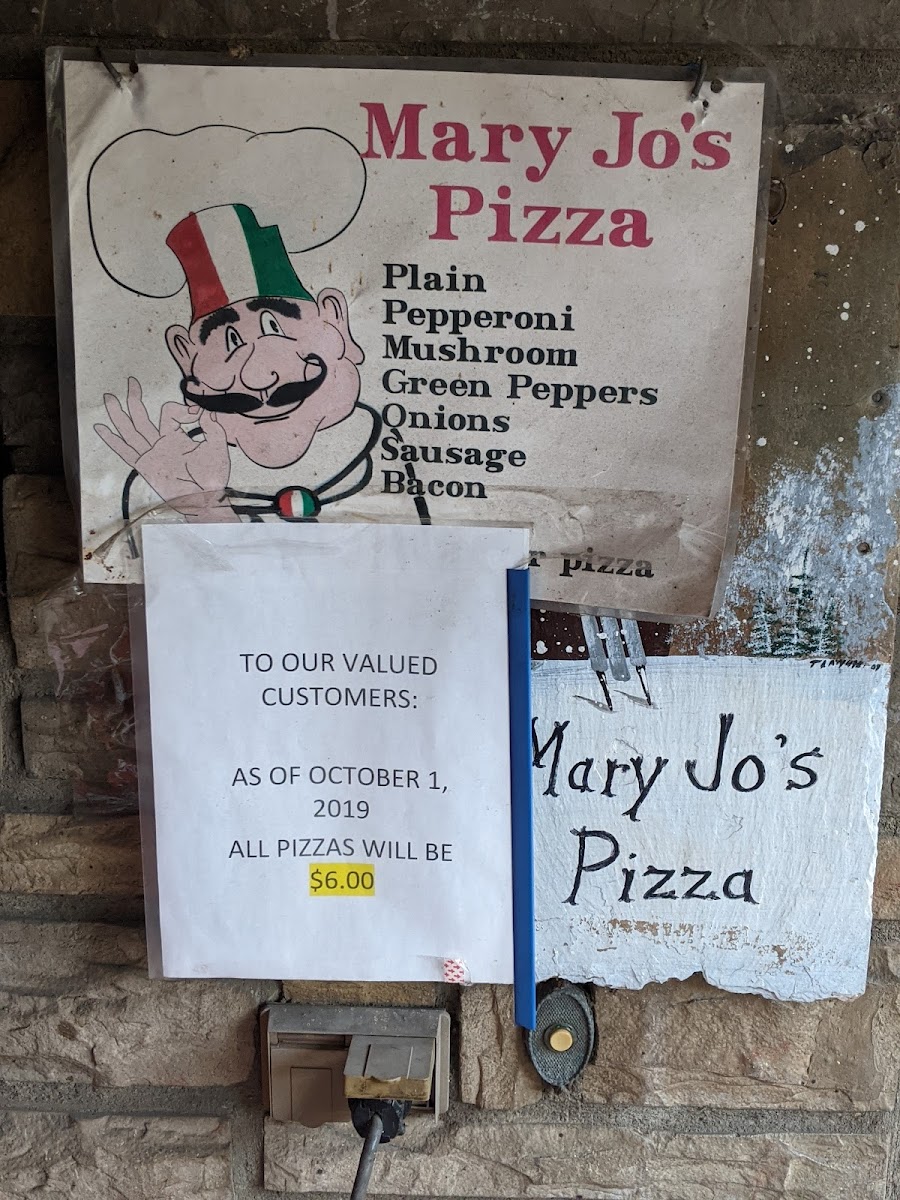 Mary Jo's
Pizza
Plain
Pepperoni
Mushroom
Green Peppers
Onions
Sausage
Bacon
pizza
TO OUR VALUED
CUSTOMERS:
AS OF OCTOBER 1,
2019
ALL PIZZAS WILL BE
$6.00
Mary Jo's
Pizza